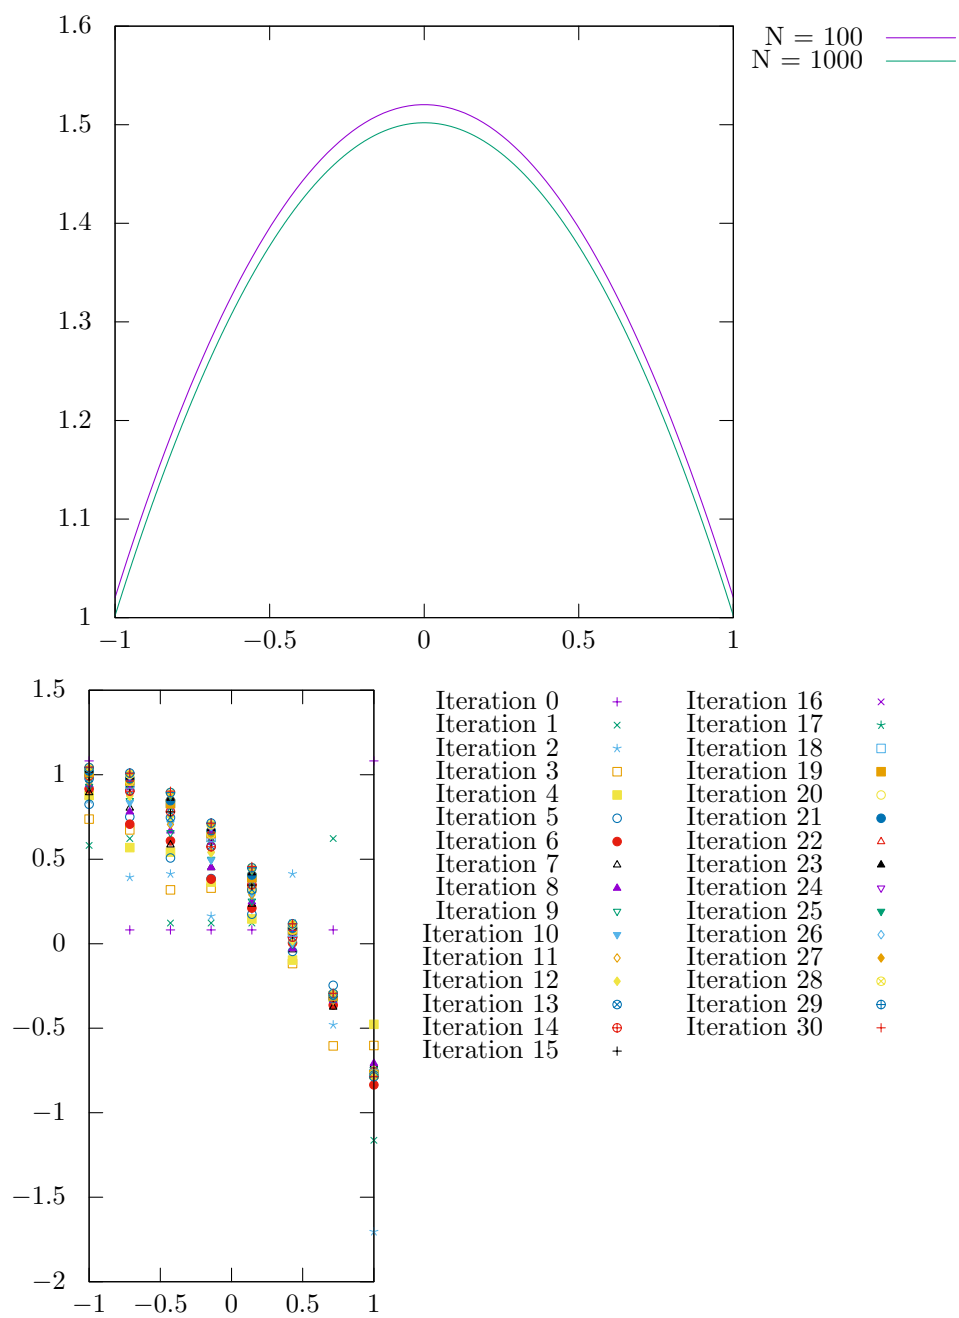 1.6
1.5
1.4
1.3
1.2
1.1
1
−1
−0.5
0
0.5
1
N = 100
N = 1000
1.5
1
0.5
0
−0.5
−1
−1.5
−2
−1
−0.5
0
0.5
1
Iteration 0
Iteration 1
Iteration 2
Iteration 3
Iteration 4
Iteration 5
Iteration 6
Iteration 7
Iteration 8
Iteration 9
Iteration 10
Iteration 11
Iteration 12
Iteration 13
Iteration 14
Iteration 15
Iteration 16
Iteration 17
Iteration 18
Iteration 19
Iteration 20
Iteration 21
Iteration 22
Iteration 23
Iteration 24
Iteration 25
Iteration 26
Iteration 27
Iteration 28
Iteration 29
Iteration 30